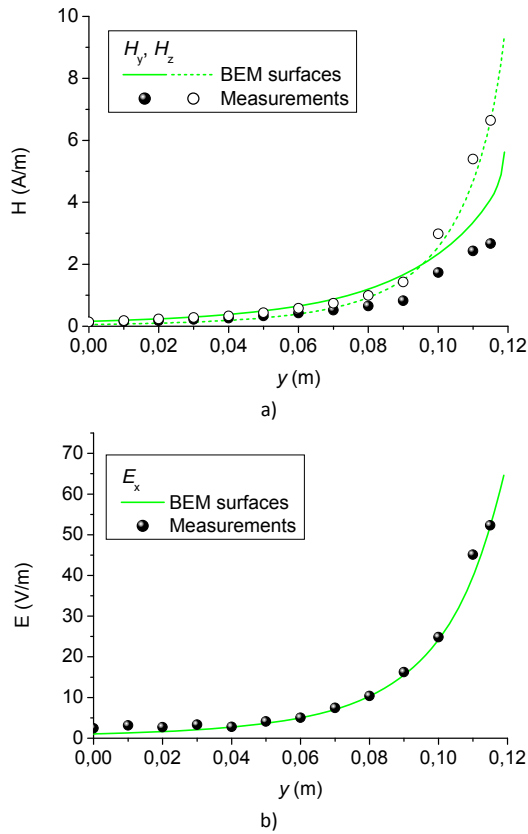 10
8
6
4
2
0
H (A/m)
Hy, Hz
BEM surfaces
Measurements
0,00 0,02 0,04 0,06 0,08 0,10 0,12
y (m)
a)
70
60
50
40
30
20
10
0
E (V/m)
Ex
BEM surfaces
Measurements
0,00 0,02 0,04 0,06 0,08 0,10 0,12
y (m)
b)